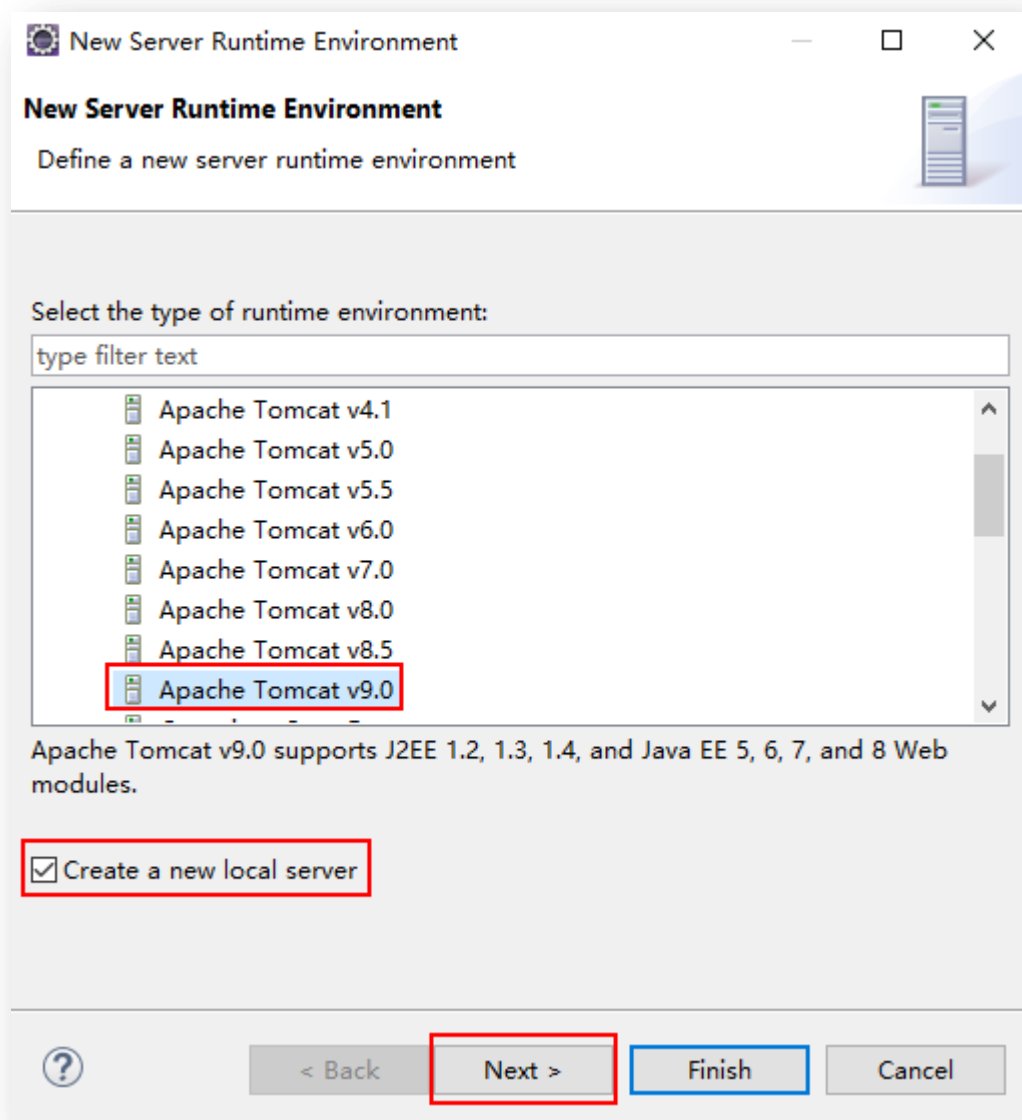 New Server Runtime Environment
New Server Runtime Environment
Define a new server runtime environment
Select the type of runtime environment:
type filter text
Apache Tomcat v4.1
Apache Tomcat v5.0
Apache Tomcat v5.5
Apache Tomcat v6.0
Apache Tomcat v7.0
Apache Tomcat v8.0
Apache Tomcat v8.5
Apache Tomcat v9.0
Apache Tomcat v9.0 supports J2EE 1.2, 1.3, 1.4, and Java EE 5, 6, 7, and 8 Web
modules.
Create a new local server
? < Back Next > Finish Cancel